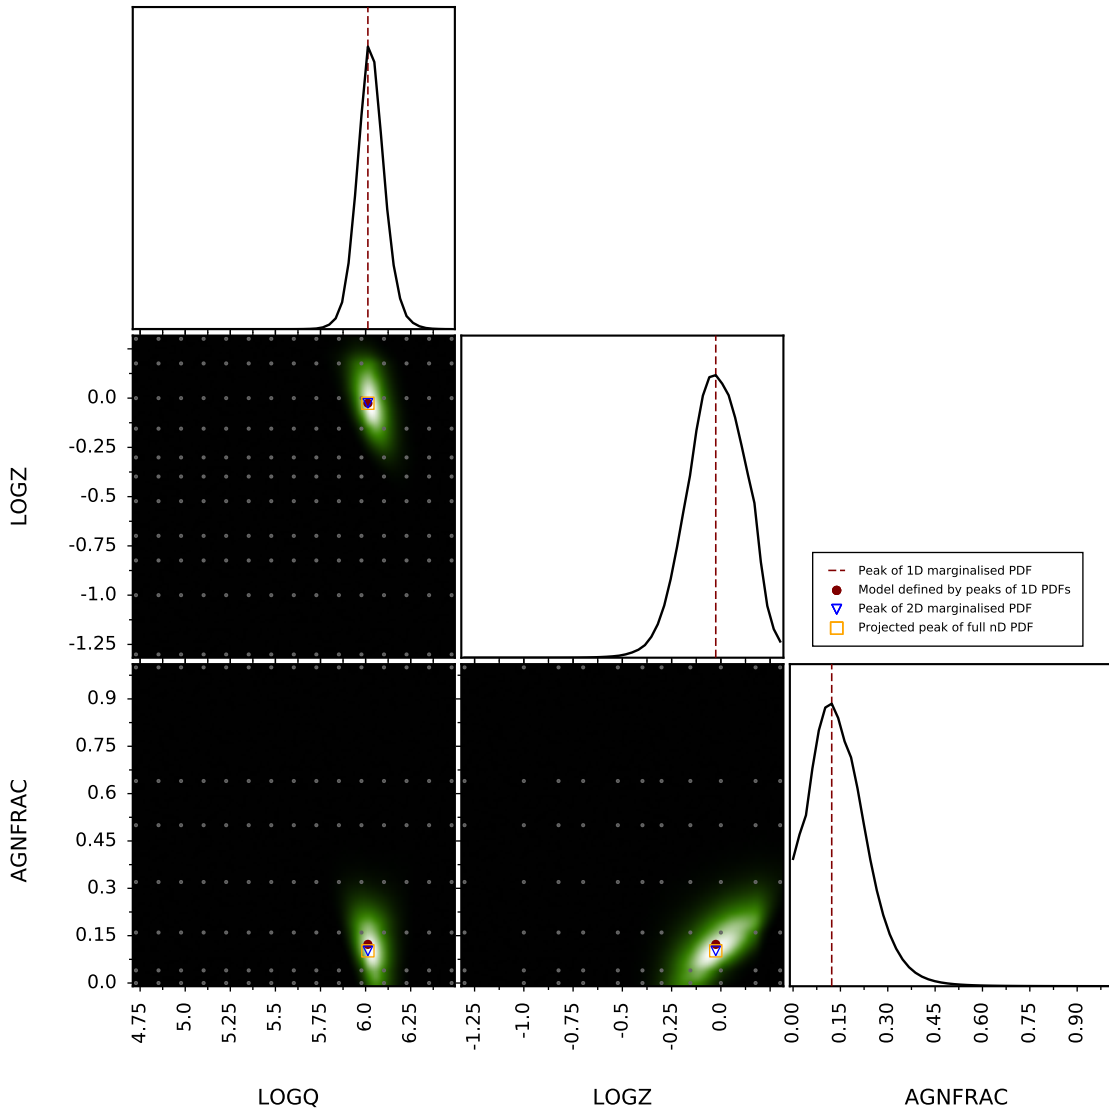 LOGZ
0.0
-0.25
-0.5
-0.75
-1.0
-1.25
Peak of 1D marginalised PDF
Model defined by peaks of 1D PDFs
Peak of 2D marginalised PDF
Projected peak of full nD PDF
AGNFRAC
0.9
0.75
0.6
0.45
0.3
0.15
0.0
4.75 5.0 5.25 5.5 5.75 6.0 6.25
-1.25 -1.0 -0.75 -0.5 -0.25 0.0
0.00 0.15 0.30 0.45 0.60 0.75 0.90
LOGQ LOGZ AGNFRAC